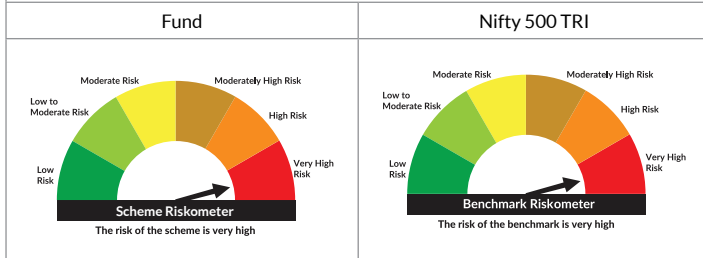 Fund
Nifty 500 TRI
Moderate Risk
Moderately High Risk
Low to
Moderate Risk
High Risk
Low
Risk
Very High
Risk
Scheme Riskometer
The risk of the scheme is very high
Moderate Risk
Moderately High Risk
Low to
Moderate Risk
High Risk
Low
Risk
Very High
Risk
Benchmark Riskometer
The risk of the benchmark is very high